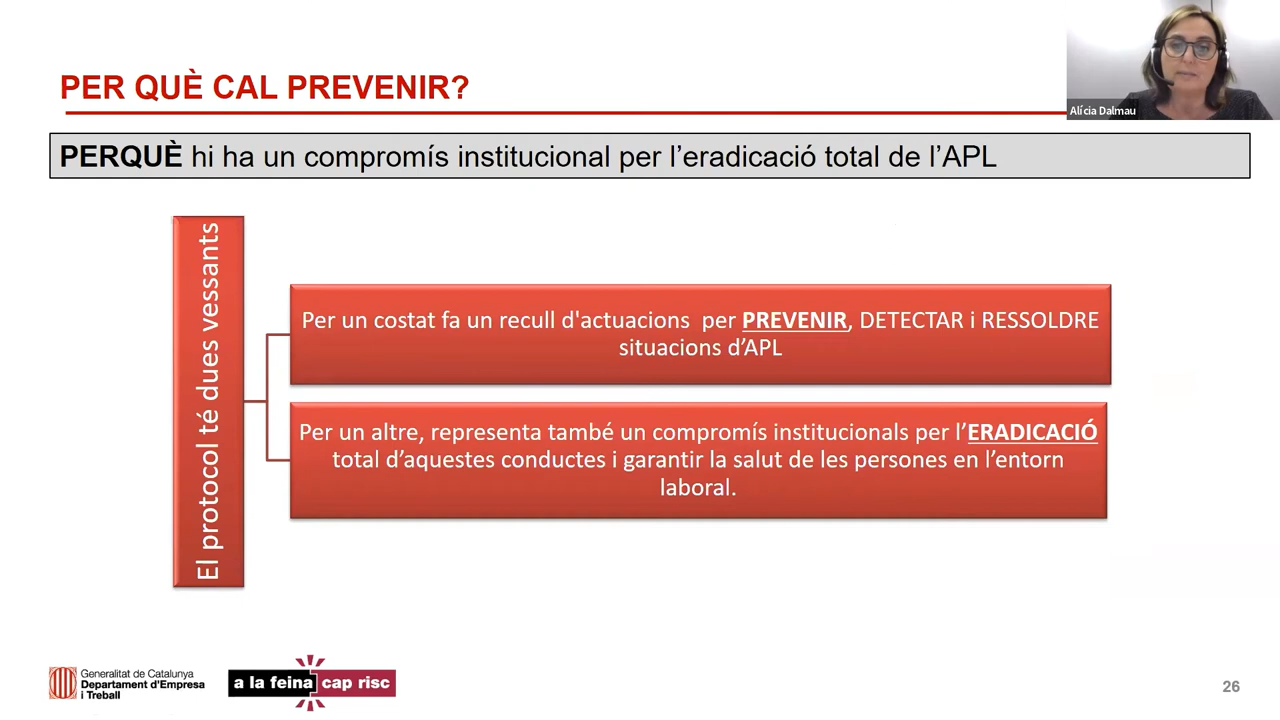 PER QUÈ CAL PREVENIR?
Alícia Dalmau
PERQUÈ hi ha un compromís institucional per l’eradicació total de l’APL
El protocol té dues vessants
Per un costat fa un recull d'actuacions per PREVENIR, DETECTAR i RESSOLDRE
situacions d’APL
Per un altre, representa també un compromís institucionals per l’ERADICACIÓ
total d’aquestes conductes i garantir la salut de les persones en l’entorn
laboral.
Generalitat de Catalunya
Departament d'Empresa
i Treball
a la feina cap risc
26